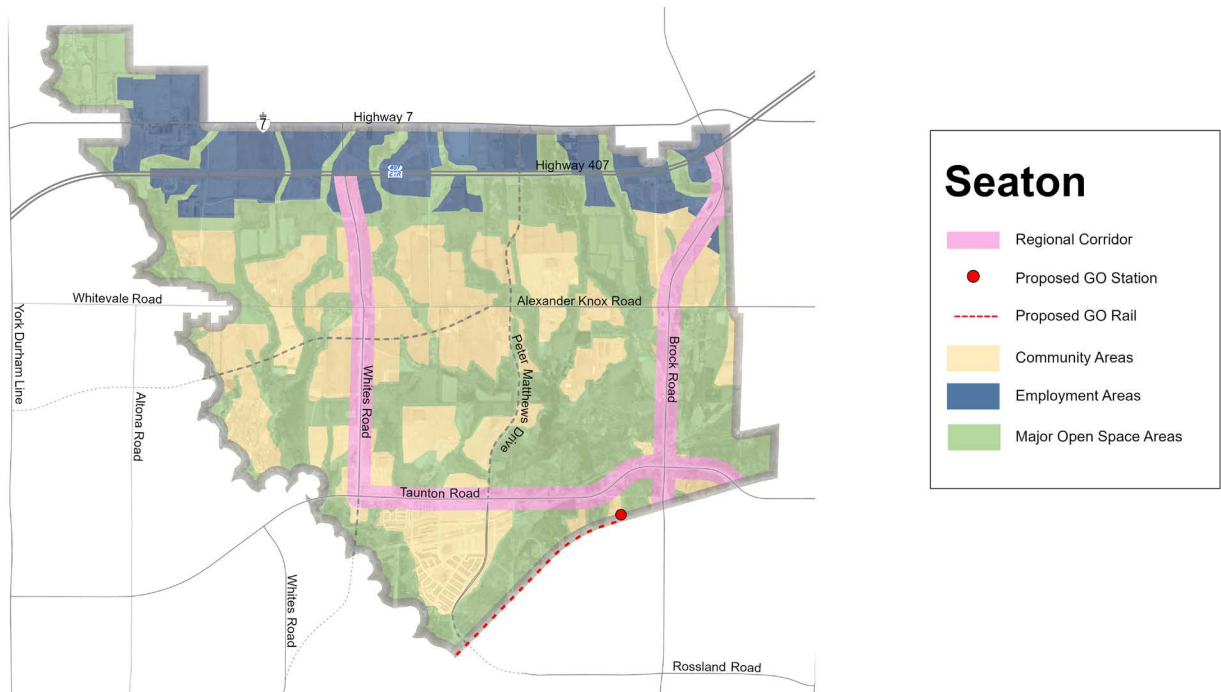 Highway 7
7
Highway 407
407
ETR
Whitevale Road
Alexander Knox Road
York Durham Line
Altona Road
Whites Road
Peter Matthews
Drive
Brock Road
Taunton Road
Whites Road
Rossland Road
Seaton
Regional Corridor
Proposed GO Station
Proposed GO Rail
Community Areas
Employment Areas
Major Open Space Areas